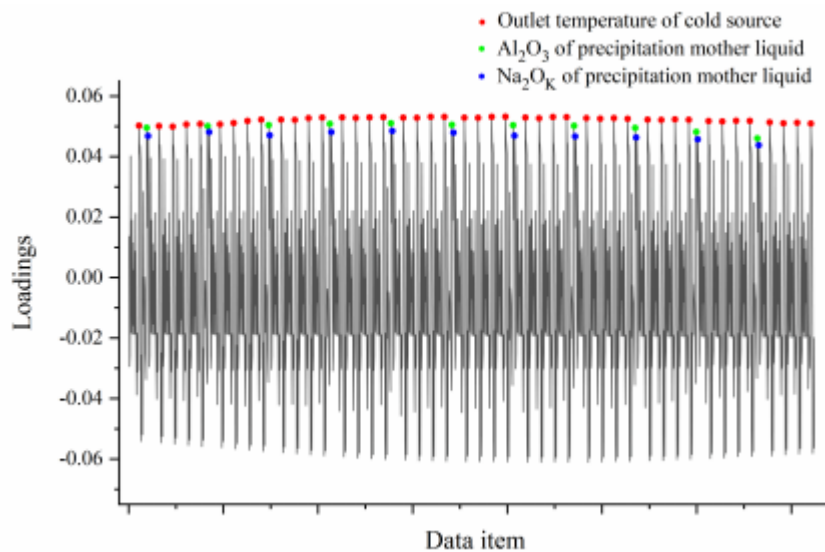 Outlet temperature of cold source
Al₂O₃ of precipitation mother liquid
Na₂O_K of precipitation mother liquid
0.06
0.04
0.02
0.00
-0.02
-0.04
-0.06
Loadings
Data item